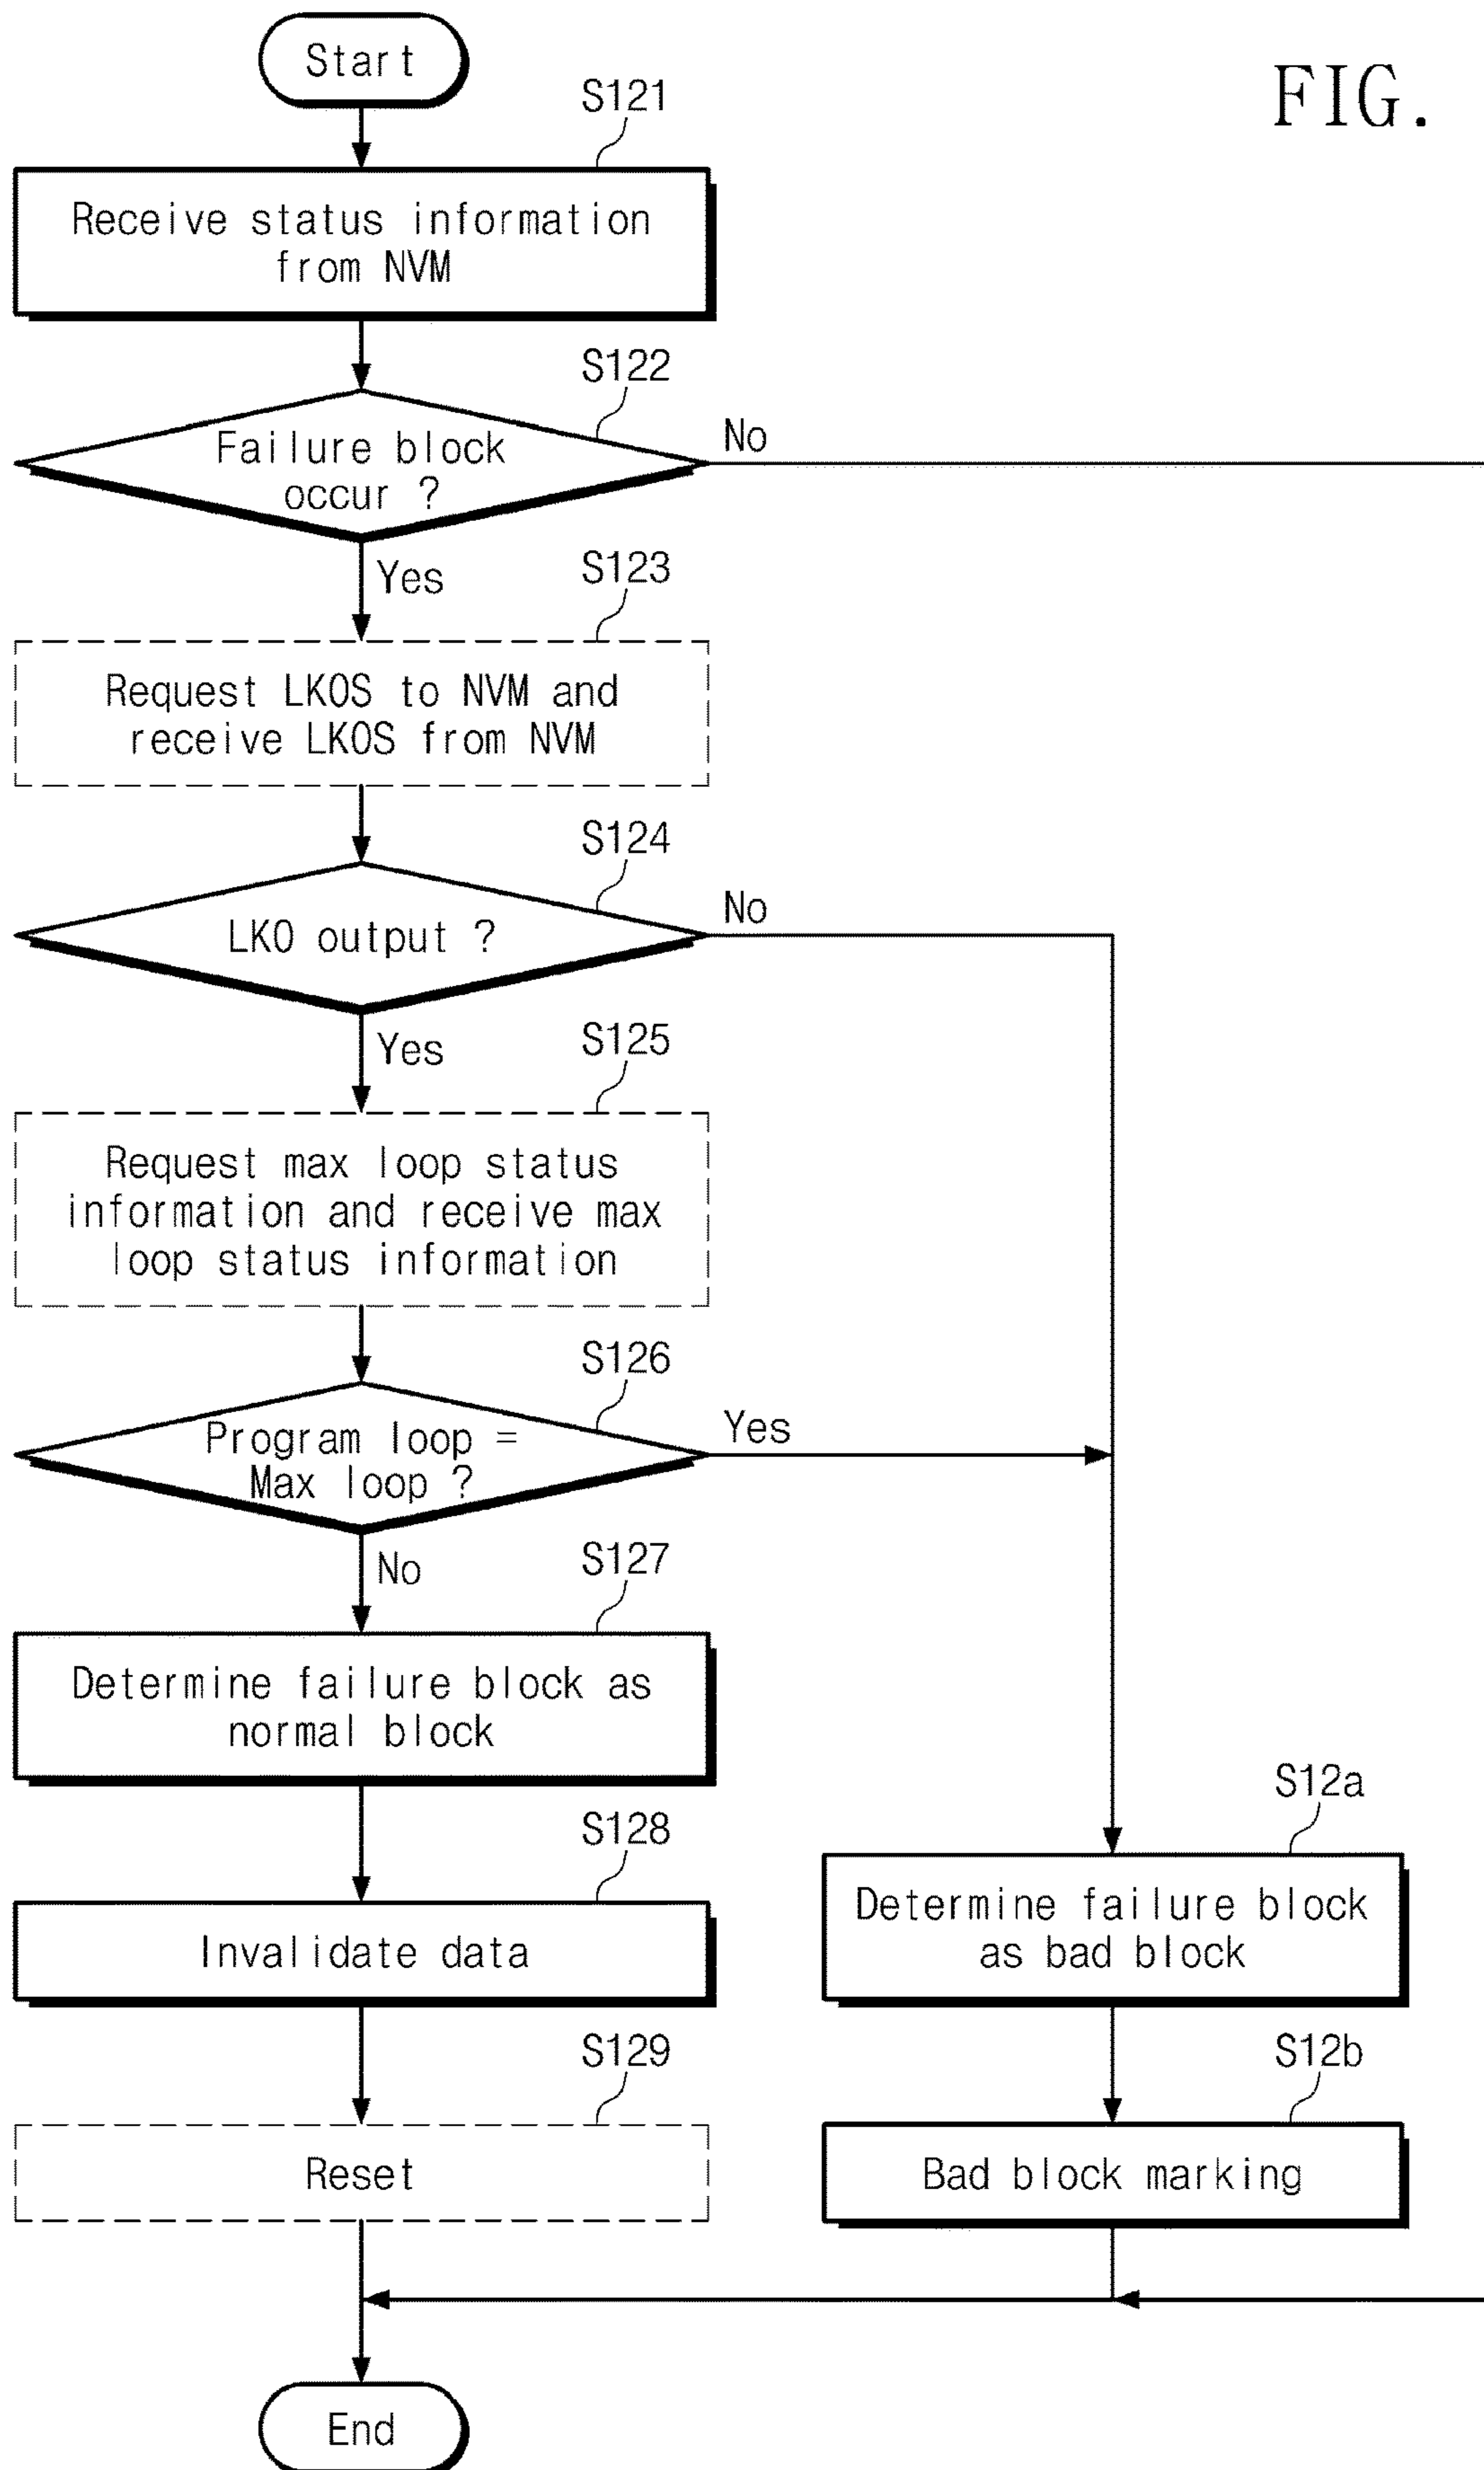 Start
FIG.
S121
Receive status information
from NVM
S122
Failure block
occur ?
No
Yes
S123
Request LKOS to NVM and
receive LKOS from NVM
S124
LKO output ?
No
Yes
S125
Request max loop status
information and receive max
loop status information
S126
Program loop =
Max loop ?
Yes
No
S127
Determine failure block as
normal block
S128
Invalidate data
S129
Reset
S12a
Determine failure block
as bad block
S12b
Bad block marking
End